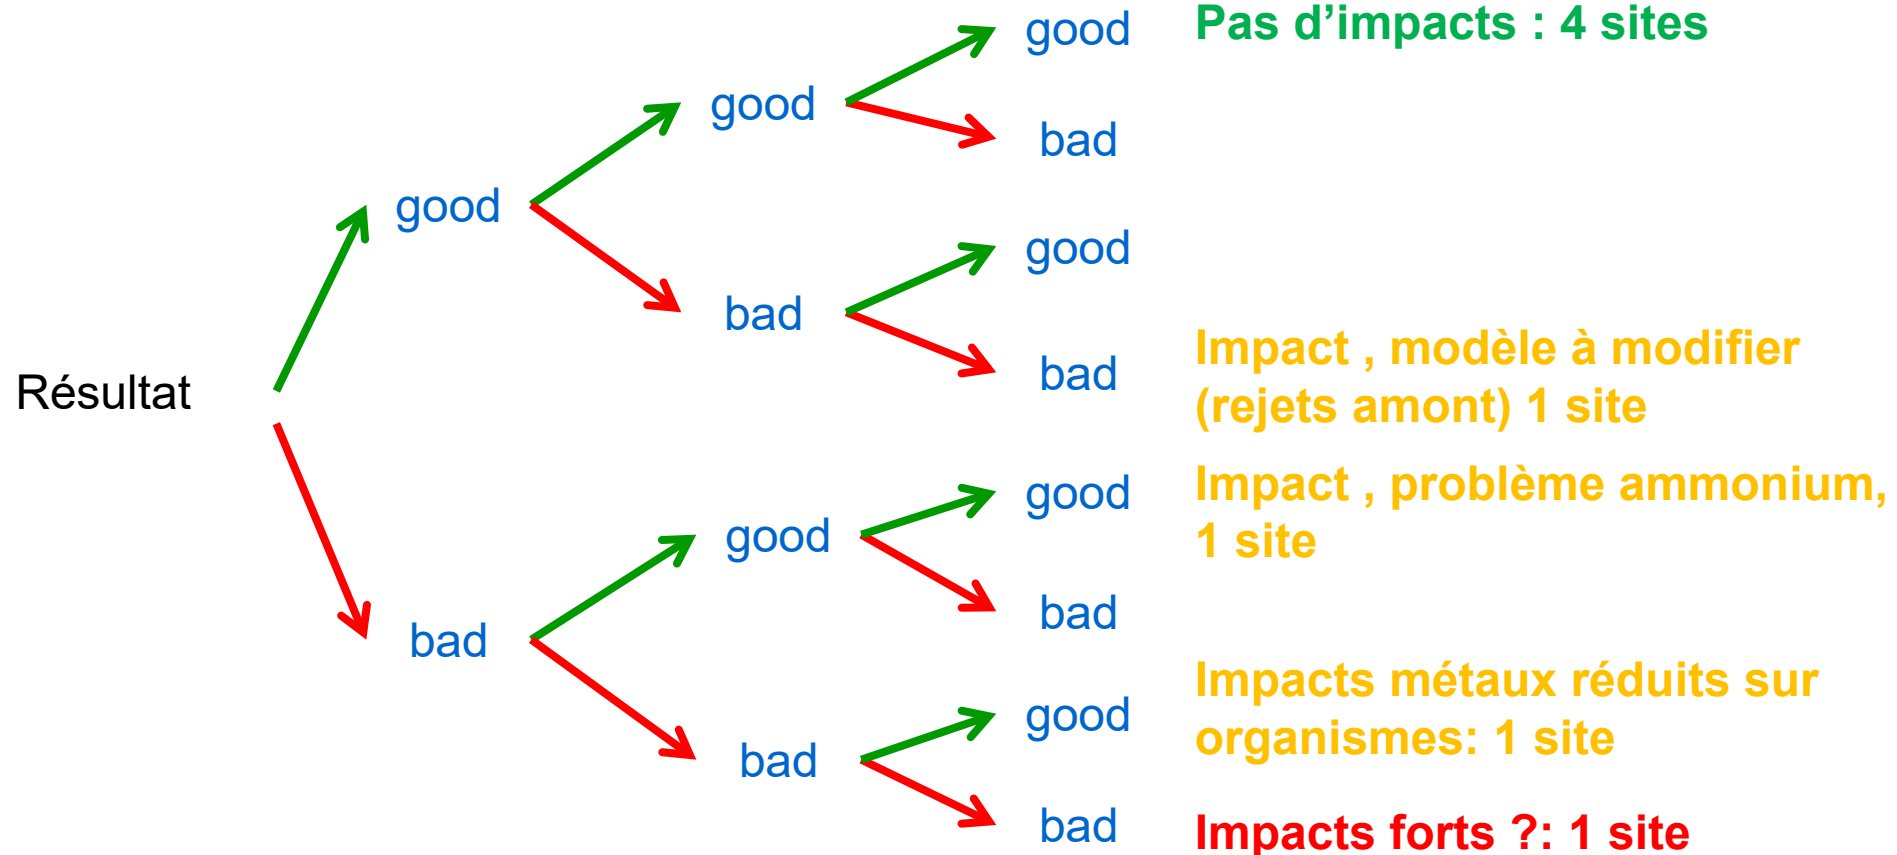 good
Pas d’impacts : 4 sites
good
bad
good
good
bad
Impact , modèle à modifier
(rejets amont) 1 site
bad
Résultat
good
Impact , problème ammonium,
1 site
good
bad
bad
Impacts métaux réduits sur
organismes: 1 site
good
bad
bad
Impacts forts ?: 1 site